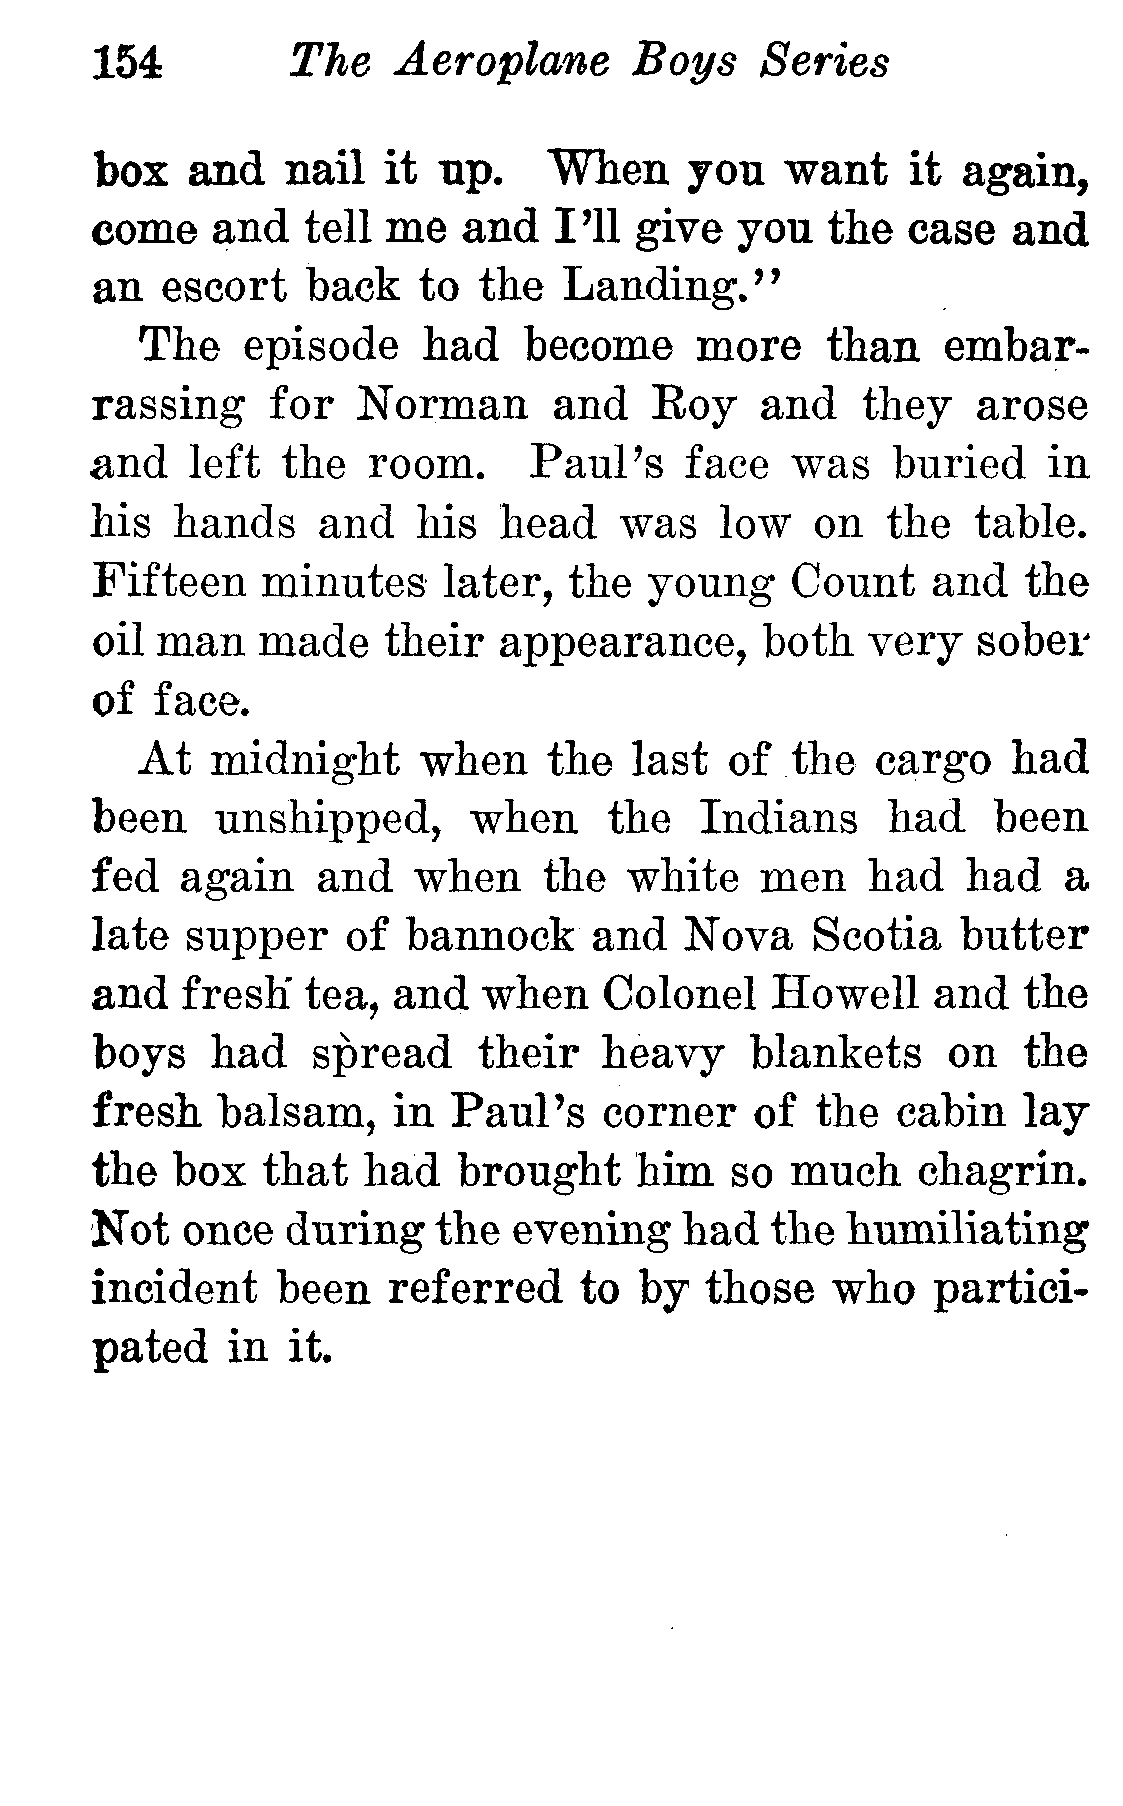 154 The Aeroplane Boys Series
box and nail it up. When you want it again,
come and tell me and I'll give you the case and
an escort back to the Landing."
The episode had become more than embar-
rassing for Norman and Roy and they arose
and left the room. Paul's face was buried in
his hands and his head was low on the table.
Fifteen minutes later, the young Count and the
oil man made their appearance, both very sober
of face.
At midnight when the last of the cargo had
been unshipped, when the Indians had been
fed again and when the white men had had a
late supper of bannock and Nova Scotia butter
and fresh tea, and when Colonel Howell and the
boys had spread their heavy blankets on the
fresh balsam, in Paul's corner of the cabin lay
the box that had brought him so much chagrin.
Not once during the evening had the humiliating
incident been referred to by those who partici-
pated in it.